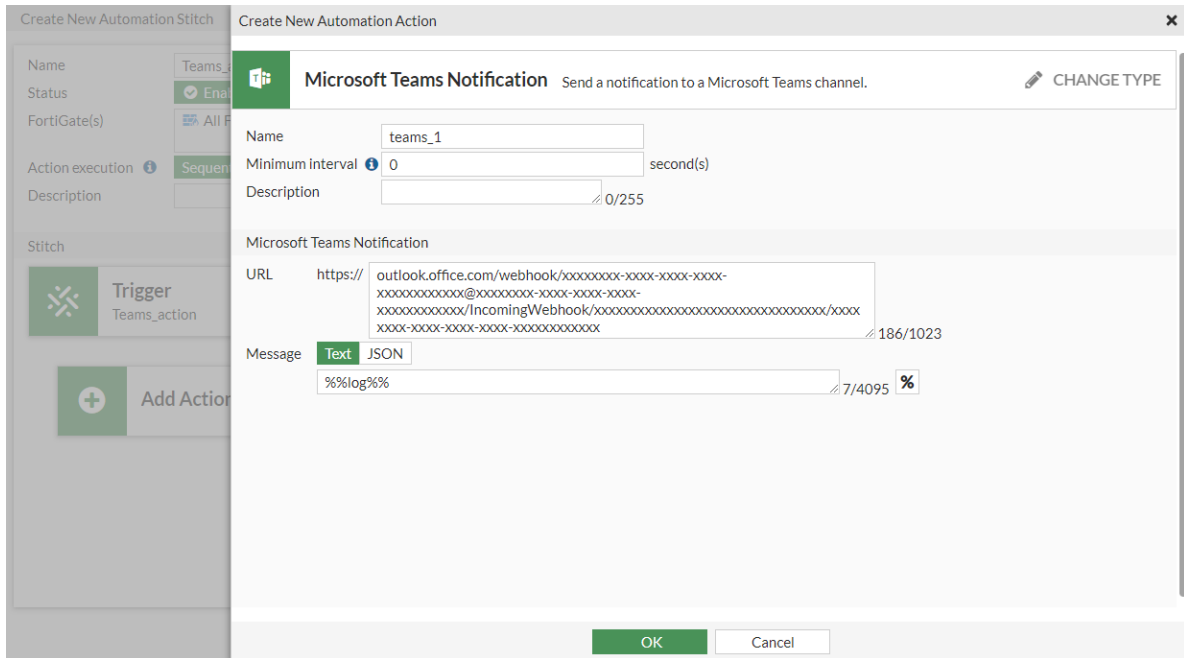 Create New Automation Stitch
Create New Automation Action
Name Teams_
Status Enal
FortiGate(s) All F
Action execution Sequen
Description
Stitch
Trigger
Teams_action
Add Action
Microsoft Teams Notification Send a notification to a Microsoft Teams channel.
CHANGE TYPE
Name teams_1
Minimum interval 0 second(s)
Description 0/255
Microsoft Teams Notification
URL https:// outlook.office.com/webhook/xxxxxxxx-xxxx-xxxx-xxxx-
xxxxxxxxxxxx@xxxxxxxx-xxxx-xxxx-xxxx-
xxxxxxxxxxxx/IncomingWebhook/xxxxxxxxxxxxxxxxxxxxxxxxxxxxxxxx/xxxx
xxxx-xxxx-xxxx-xxxx-xxxxxxxxxxxx
186/1023
Message Text JSON
%%log%% 7/4095 %
OK Cancel